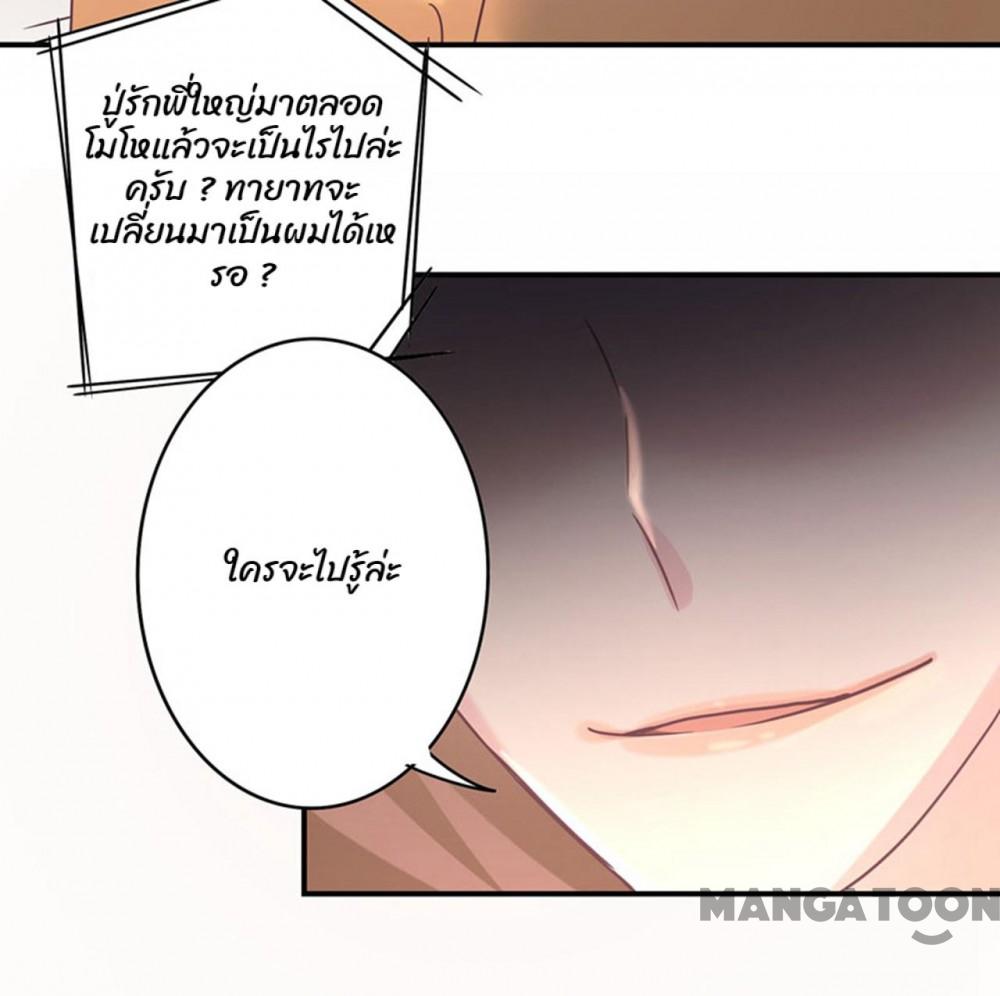 ปู่รักพี่ใหญ่มาตลอด
โมโหแล้วจะเป็นไรไปล่ะ
ครับ ? ทายาทจะ
เปลี่ยนมาเป็นผมได้เห
รอ ?
ใครจะไปรู้ล่ะ
MANGATOON